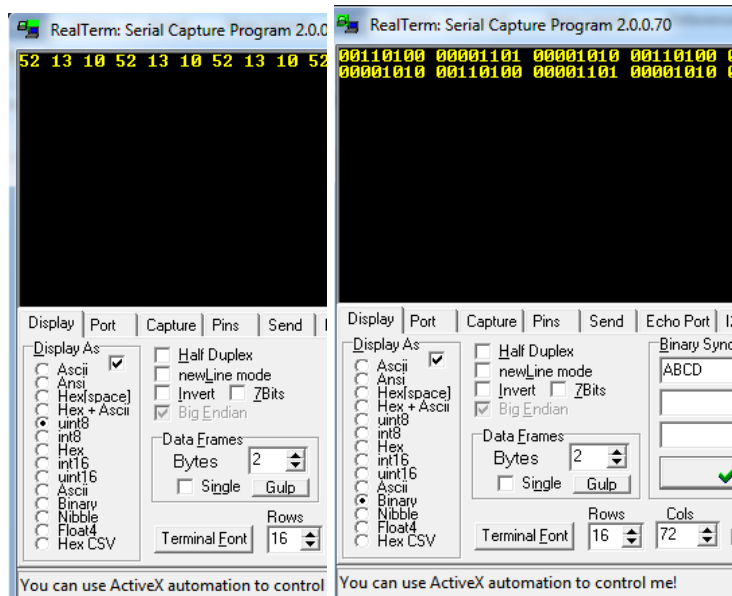 RealTerm: Serial Capture Program 2.0.0
52 13 10 52 13 10 52 13 10 52
Display Port Capture Pins Send
Display As
Ascii
Ansi
Hex[space]
Hex + Ascii
uint8
int8
Hex
int16
uint16
Ascii
Binary
Nibble
Float4
Hex CSV
Half Duplex
newLine mode
Invert 7Bits
Big Endian
Data Frames
Bytes 2
Single Gulp
Rows
Terminal Font 16
You can use ActiveX automation to control
RealTerm: Serial Capture Program 2.0.0.70
00110100 00001101 00001010 00110100
00001010 00110100 00001101 00001010
Display Port Capture Pins Send Echo Port
Display As
Ascii
Ansi
Hex[space]
Hex + Ascii
uint8
int8
Hex
int16
uint16
Ascii
Binary
Nibble
Float4
Hex CSV
Half Duplex
newLine mode
Invert 7Bits
Big Endian
Data Frames
Bytes 2
Single Gulp
Binary Sync
ABCD
Rows Cols
Terminal Font 16 72
You can use ActiveX automation to control me!